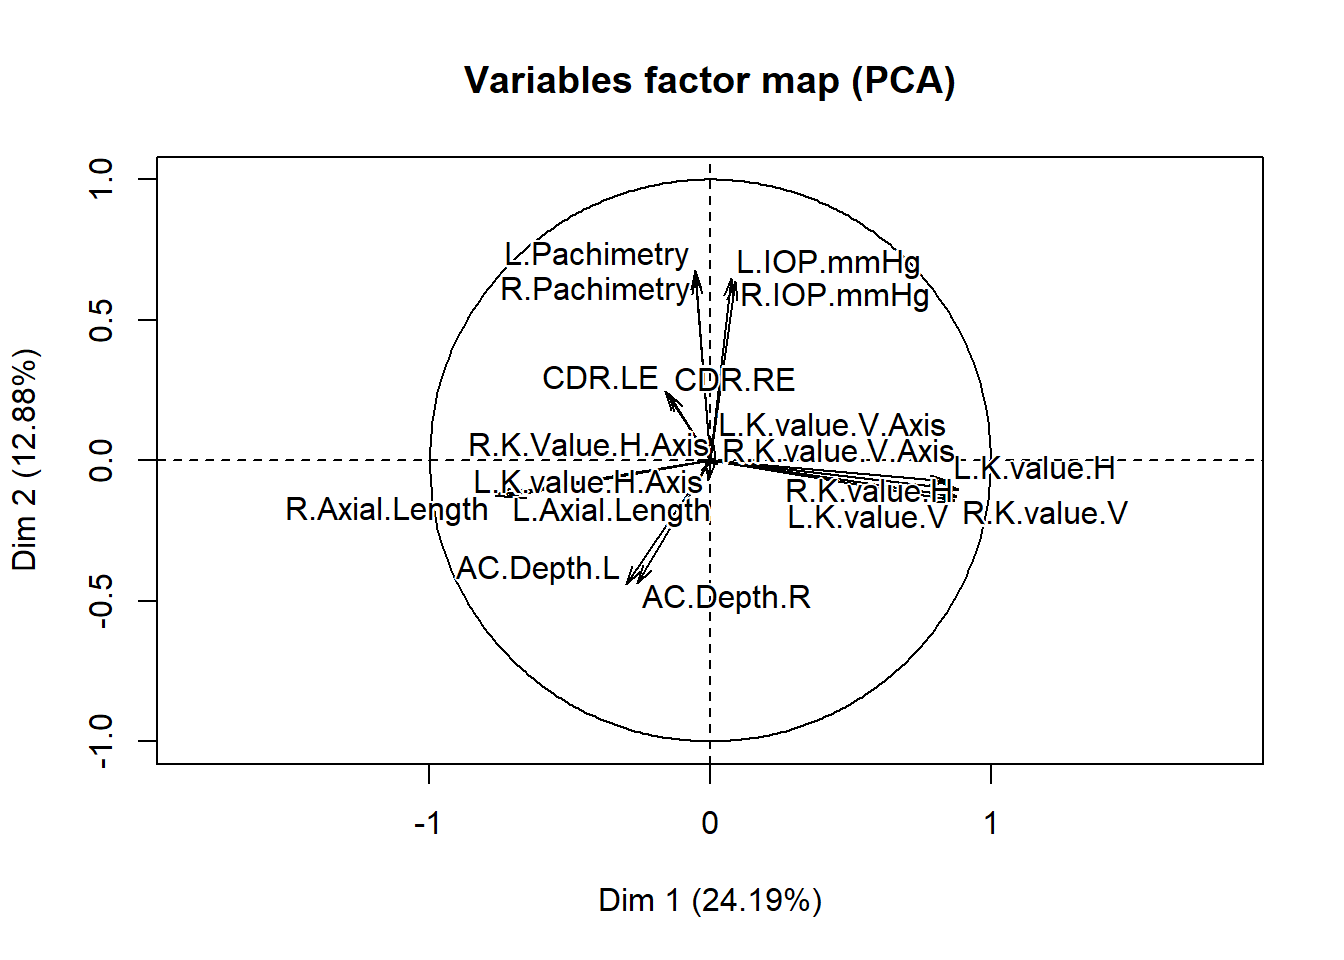 Variables factor map (PCA)
1.0
0.5
0.0
-0.5
-1.0
Dim 2 (12.88%)
L.Pachimetry
L.IOP.mmHg
R.Pachimetry
R.IOP.mmHg
CDR.LE
CDR.RE
L.K.value.V.Axis
R.K.Value.H.Axis
R.K.value.V.Axis
L.K.value.H
L.K.value.H.Axis
R.K.value.H
R.Axial.Length
L.Axial.Length
L.K.value.V
R.K.value.V
AC.Depth.L
AC.Depth.R
-1
0
1
Dim 1 (24.19%)